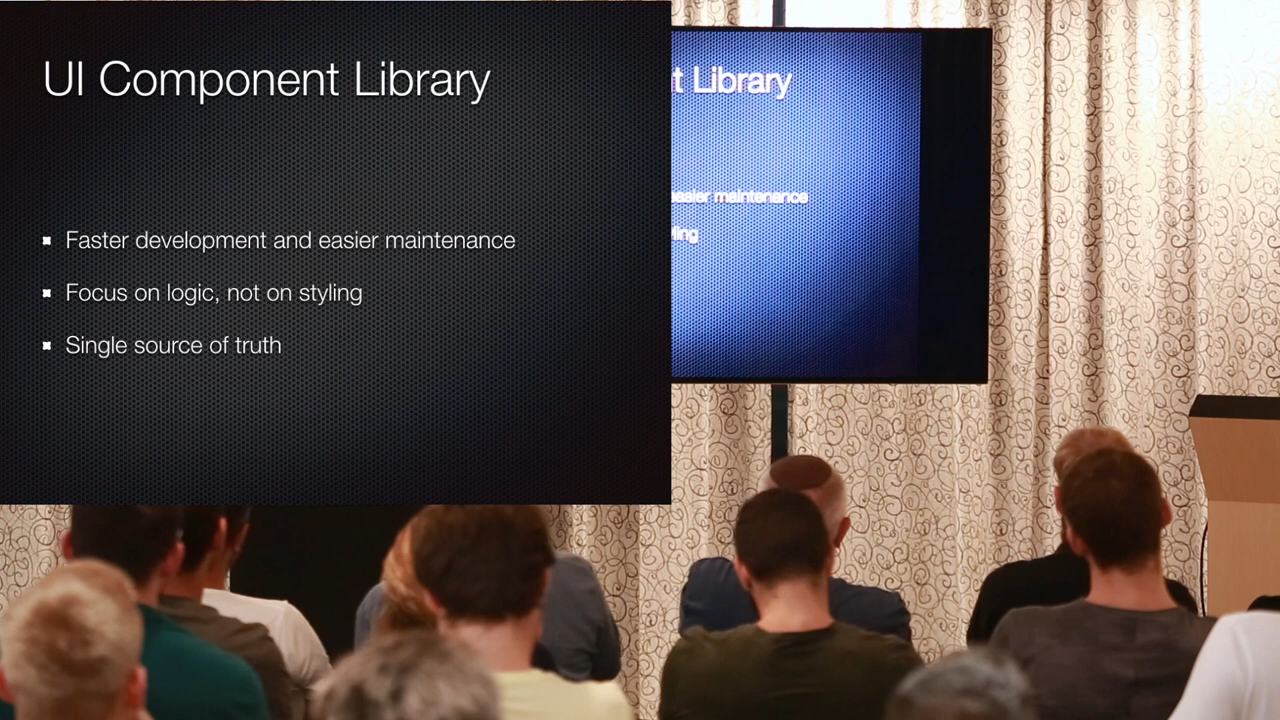 UI Component Library
Faster development and easier maintenance
Focus on logic, not on styling
Single source of truth
t Library
easier maintenance
ling